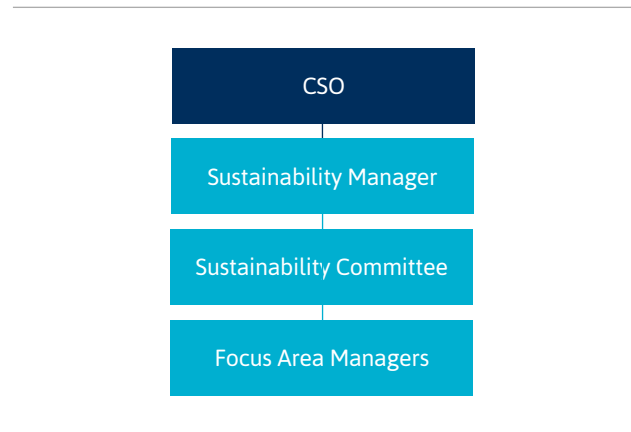 CSO
Sustainability Manager
Sustainability Committee
Focus Area Managers